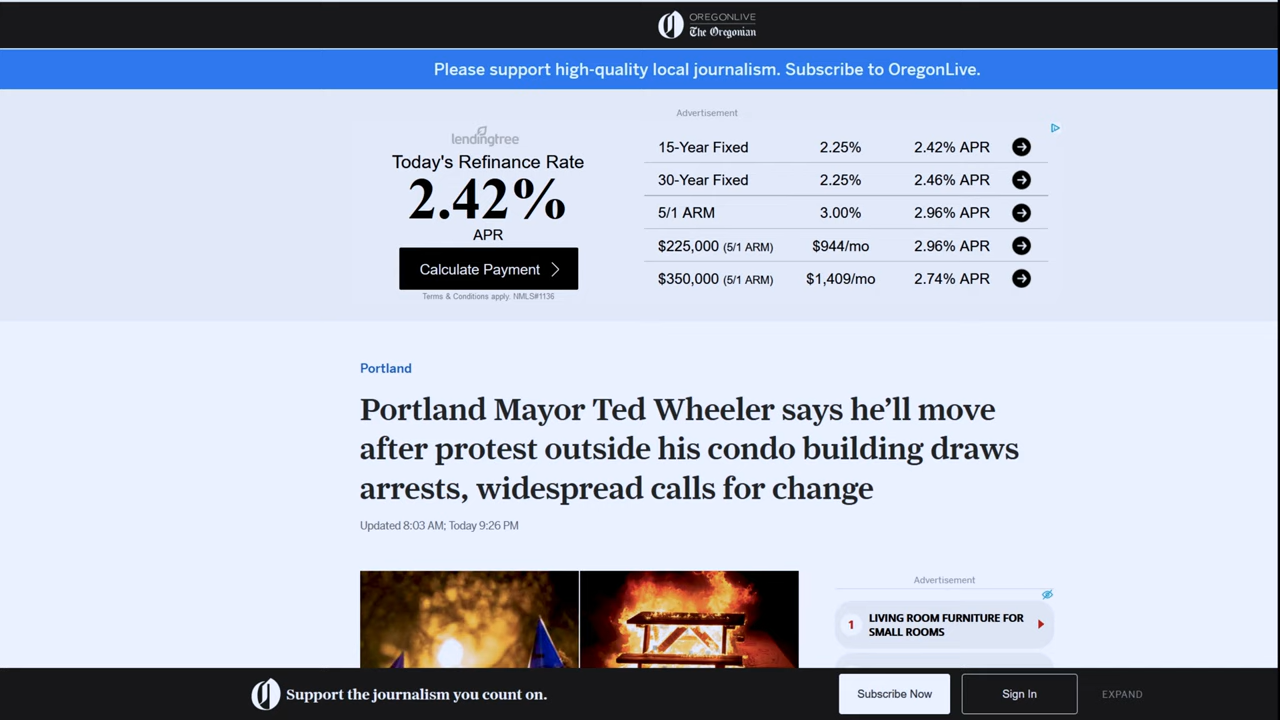 OREGONLIVE
The Oregonian
Please support high-quality local journalism. Subscribe to OregonLive.
Advertisement
lendingtree
Today's Refinance Rate
2.42%
APR
Calculate Payment
Terms & Conditions apply. NMLS#1136
15-Year Fixed 2.25% 2.42% APR
30-Year Fixed 2.25% 2.46% APR
5/1 ARM 3.00% 2.96% APR
$225,000 (5/1 ARM) $944/mo 2.96% APR
$350,000 (5/1 ARM) $1,409/mo 2.74% APR
Portland
Portland Mayor Ted Wheeler says he’ll move
after protest outside his condo building draws
arrests, widespread calls for change
Updated 8:03 AM; Today 9:26 PM
Advertisement
1 LIVING ROOM FURNITURE FOR
SMALL ROOMS
Support the journalism you count on.
Subscribe Now
Sign In
EXPAND